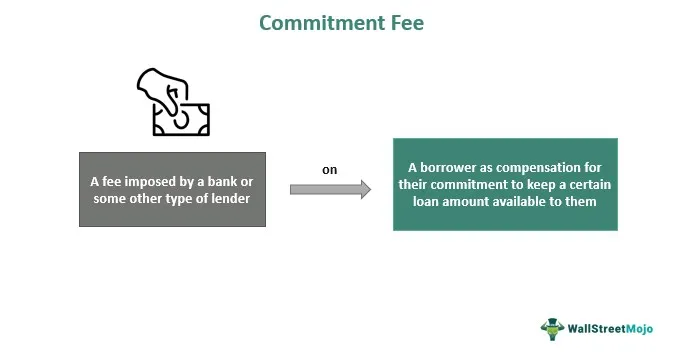 Commitment Fee
A fee imposed by a bank or
some other type of lender
on
A borrower as compensation for
their commitment to keep a certain
loan amount available to them
WallStreetMojo